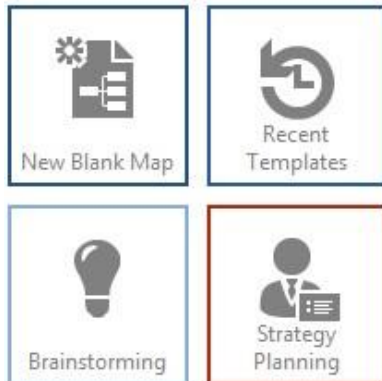 New Blank Map
Recent
Templates
Brainstorming
Strategy
Planning